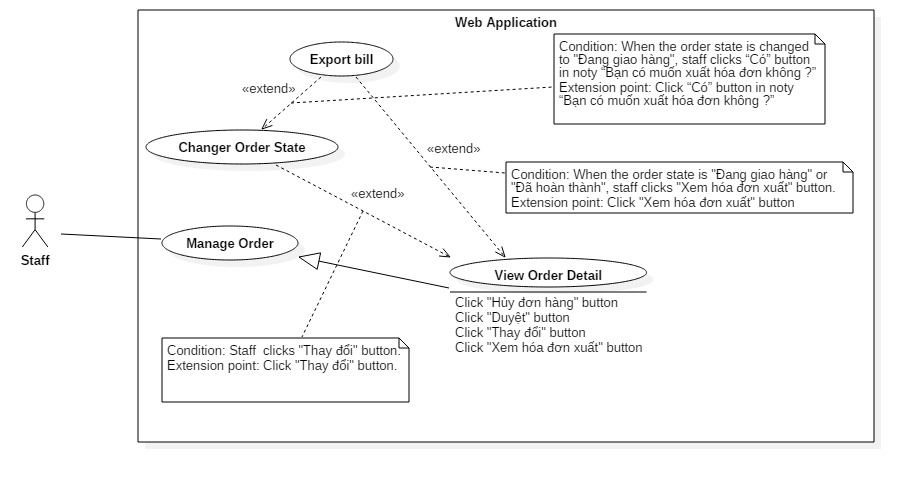 Web Application
Export bill
Condition: When the order state is changed
to "Đang giao hàng", staff clicks “Có” button
in noty “Bạn có muốn xuất hóa đơn không ?”
Extension point: Click “Có” button in noty
“Bạn có muốn xuất hóa đơn không ?”
«extend»
Changer Order State
«extend»
Condition: When the order state is "Đang giao hàng" or
"Đã hoàn thành", staff clicks "Xem hóa đơn xuất" button.
Extension point: Click "Xem hóa đơn xuất" button
«extend»
Manage Order
Staff
View Order Detail
Click "Hủy đơn hàng" button
Click "Duyệt" button
Click "Thay đổi" button
Click "Xem hóa đơn xuất" button
Condition: Staff  clicks "Thay đổi" button.
Extension point: Click "Thay đổi" button.